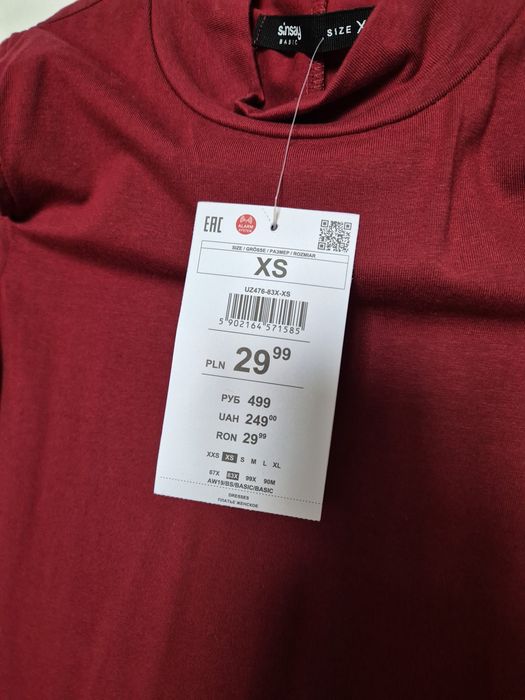 sinsay
BASIC
SIZE X
EAC
ALARM
SYSTEM
SIZE / GRÖSSE / РАЗМЕР / ROZMIAR
XS
UZ476-83X-XS
5 902164 571585
PLN 29 99
РУБ 499
UAH 249 00
RON 29 99
XXS XS S M L XL
87X 83X 99X 90M
AW19/BS/BASIC/BASIC
DRESSES
ПЛАТЬЕ ЖЕНСКОЕ